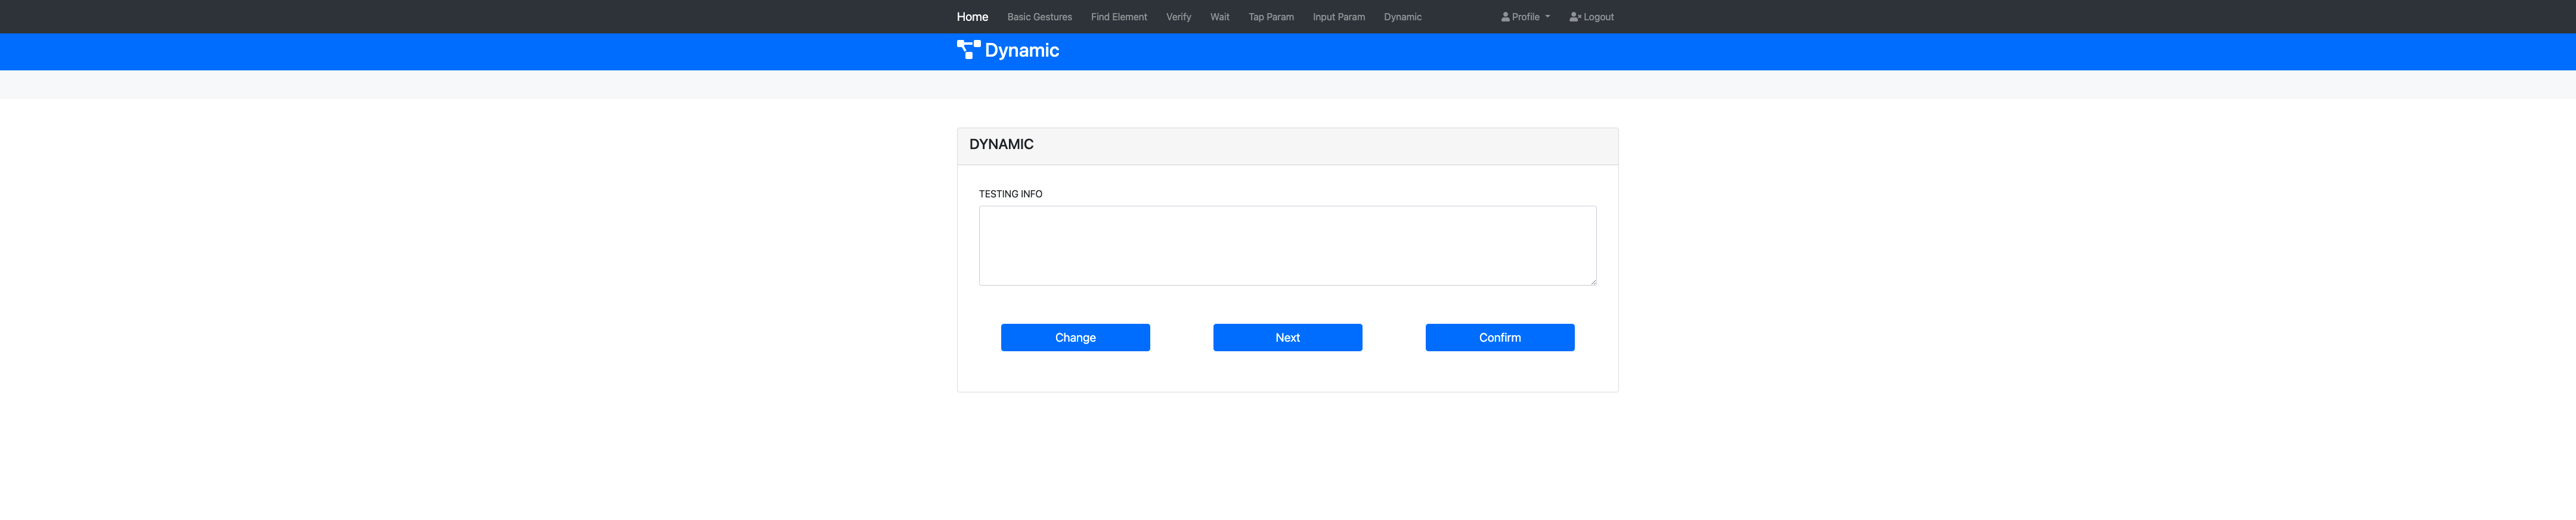 Home Basic Gestures Find Element Verify Wait Tap Param Input Param Dynamic Profile Logout
Dynamic
DYNAMIC
TESTING INFO
Change Next Confirm